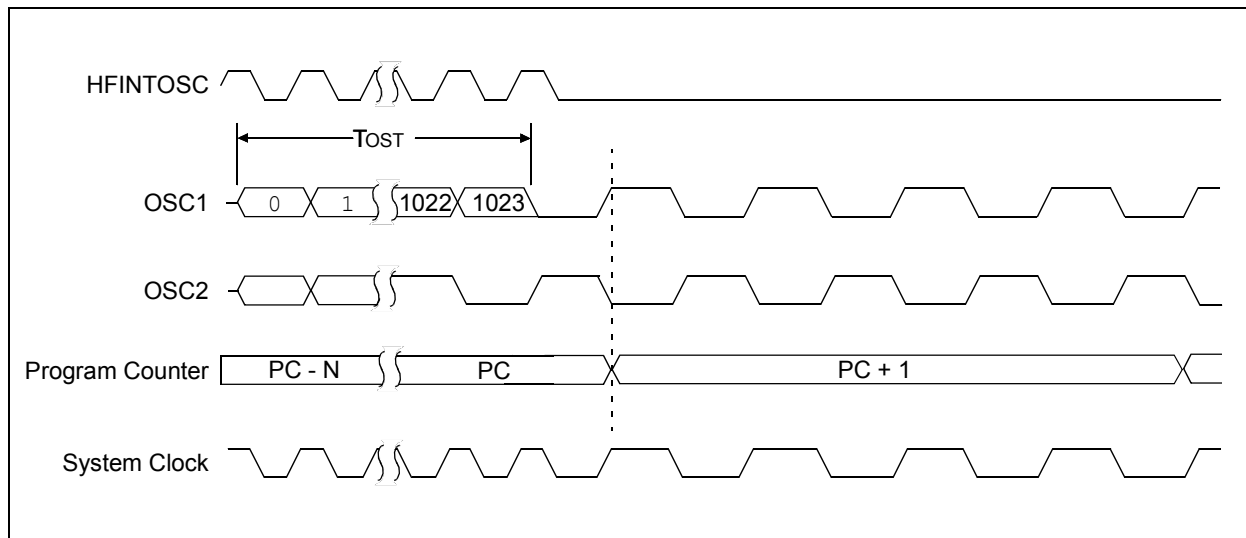 HFINTOSC
TOST
OSC1
0 1 1022 1023
OSC2
Program Counter
PC - N PC PC + 1
System Clock